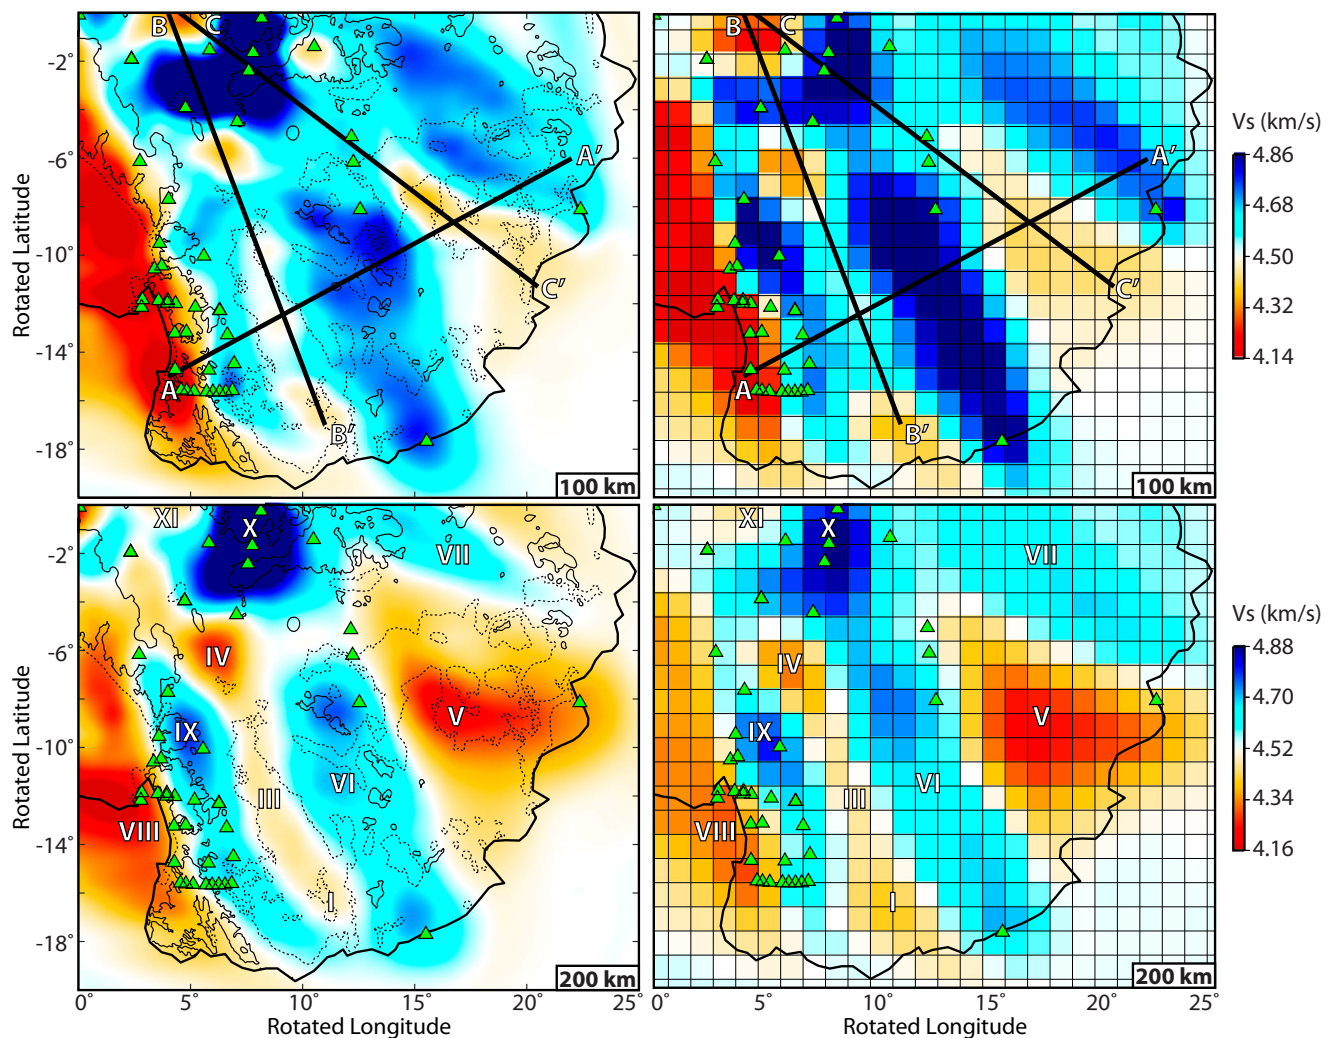 B C
B C
-2°
-6°
-10°
-14°
-18°
Rotated Latitude
A′
A
B′
C′
100 km
A′
A
B′
C′
100 km
Vs (km/s)
4.86
4.68
4.50
4.32
4.14
XI
X
VII
IV
V
IX
VI
III
VIII
I
200 km
-2°
-6°
-10°
-14°
-18°
Rotated Latitude
0° 5° 10° 15° 20° 25°
Rotated Longitude
XI
X
VII
IV
V
IX
VI
III
VIII
I
200 km
0° 5° 10° 15° 20° 25°
Rotated Longitude
Vs (km/s)
4.88
4.70
4.52
4.34
4.16